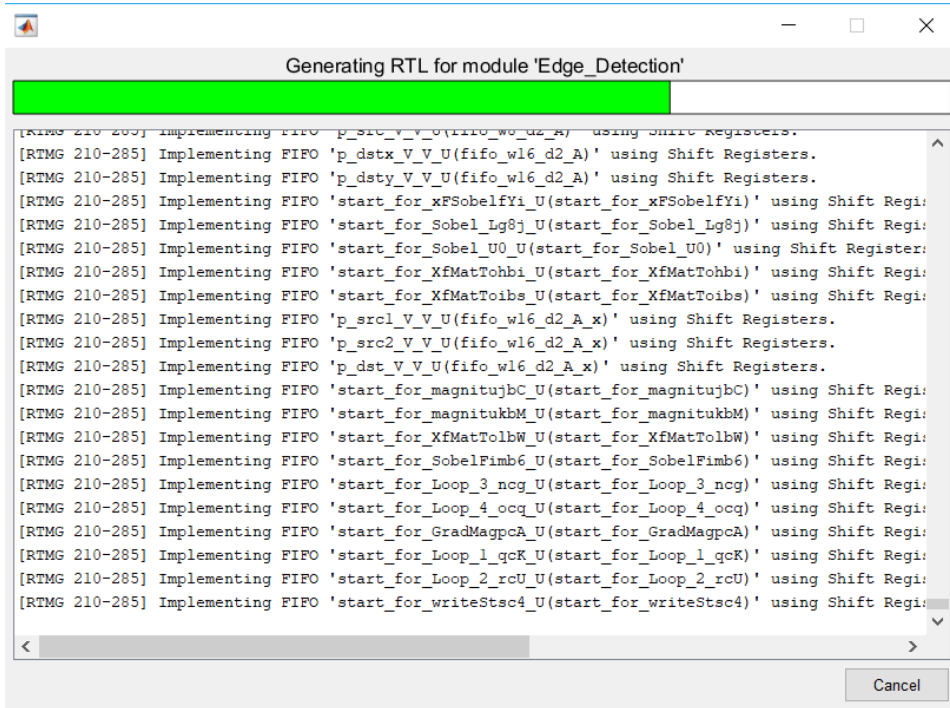 Generating RTL for module 'Edge_Detection'
[RTMG 210-285] Implementing FIFO 'p_src_V_V_U(fifo_w8_d2_A)' using Shift Registers.
[RTMG 210-285] Implementing FIFO 'p_dstx_V_V_U(fifo_w16_d2_A)' using Shift Registers.
[RTMG 210-285] Implementing FIFO 'p_dsty_V_V_U(fifo_w16_d2_A)' using Shift Registers.
[RTMG 210-285] Implementing FIFO 'start_for_xFSobelfYi_U(start_for_xFSobelfYi)' using Shift Regis
[RTMG 210-285] Implementing FIFO 'start_for_Sobel_Lg8j_U(start_for_Sobel_Lg8j)' using Shift Regis
[RTMG 210-285] Implementing FIFO 'start_for_Sobel_U0_U(start_for_Sobel_U0)' using Shift Registers
[RTMG 210-285] Implementing FIFO 'start_for_XfMatTohbi_U(start_for_XfMatTohbi)' using Shift Regis
[RTMG 210-285] Implementing FIFO 'start_for_XfMatToibs_U(start_for_XfMatToibs)' using Shift Regis
[RTMG 210-285] Implementing FIFO 'p_src1_V_V_U(fifo_w16_d2_A_x)' using Shift Registers.
[RTMG 210-285] Implementing FIFO 'p_src2_V_V_U(fifo_w16_d2_A_x)' using Shift Registers.
[RTMG 210-285] Implementing FIFO 'p_dst_V_V_U(fifo_w16_d2_A_x)' using Shift Registers.
[RTMG 210-285] Implementing FIFO 'start_for_magnitujbC_U(start_for_magnitujbC)' using Shift Regis
[RTMG 210-285] Implementing FIFO 'start_for_magnitukbM_U(start_for_magnitukbM)' using Shift Regis
[RTMG 210-285] Implementing FIFO 'start_for_XfMatTolbW_U(start_for_XfMatTolbW)' using Shift Regis
[RTMG 210-285] Implementing FIFO 'start_for_SobelFimb6_U(start_for_SobelFimb6)' using Shift Regis
[RTMG 210-285] Implementing FIFO 'start_for_Loop_3_ncg_U(start_for_Loop_3_ncg)' using Shift Regis
[RTMG 210-285] Implementing FIFO 'start_for_Loop_4_ocq_U(start_for_Loop_4_ocq)' using Shift Regis
[RTMG 210-285] Implementing FIFO 'start_for_GradMagpcA_U(start_for_GradMagpcA)' using Shift Regis
[RTMG 210-285] Implementing FIFO 'start_for_Loop_1_qcK_U(start_for_Loop_1_qcK)' using Shift Regis
[RTMG 210-285] Implementing FIFO 'start_for_Loop_2_rcU_U(start_for_Loop_2_rcU)' using Shift Regis
[RTMG 210-285] Implementing FIFO 'start_for_writeStsc4_U(start_for_writeStsc4)' using Shift Regis
Cancel